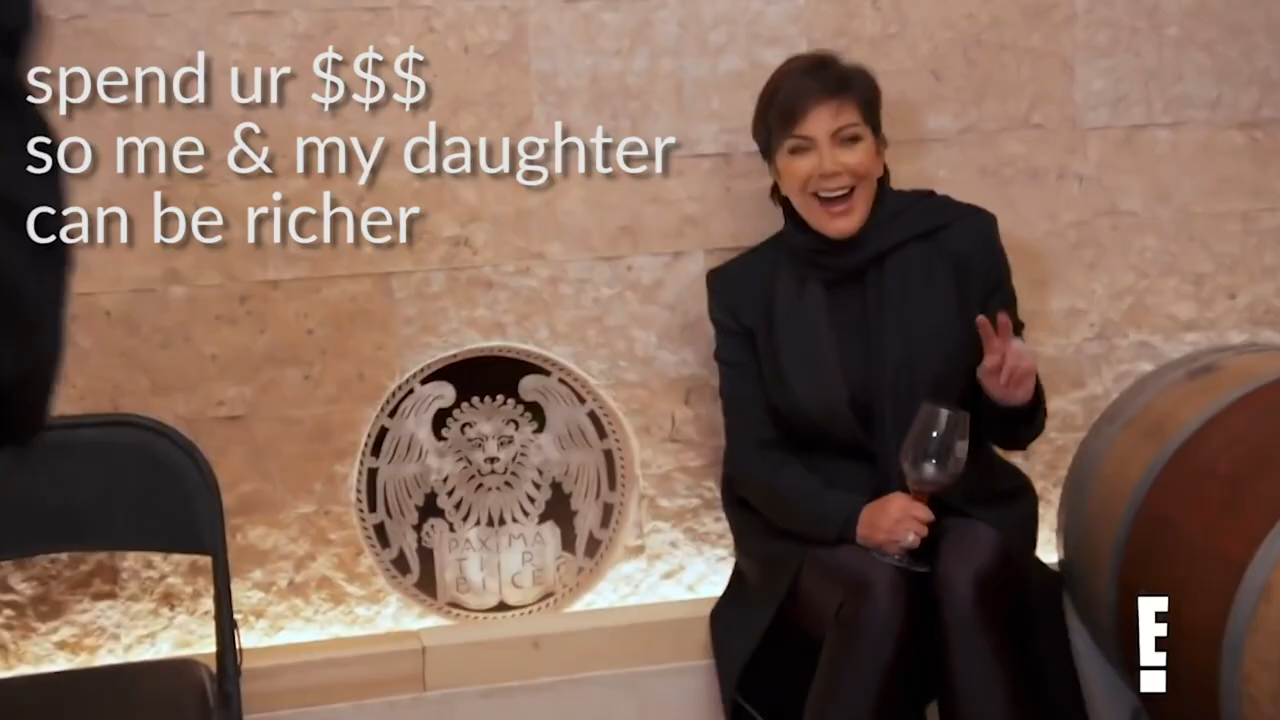 spend ur $$$
so me & my daughter
can be richer
PAX MA
TI R
BI CE
E